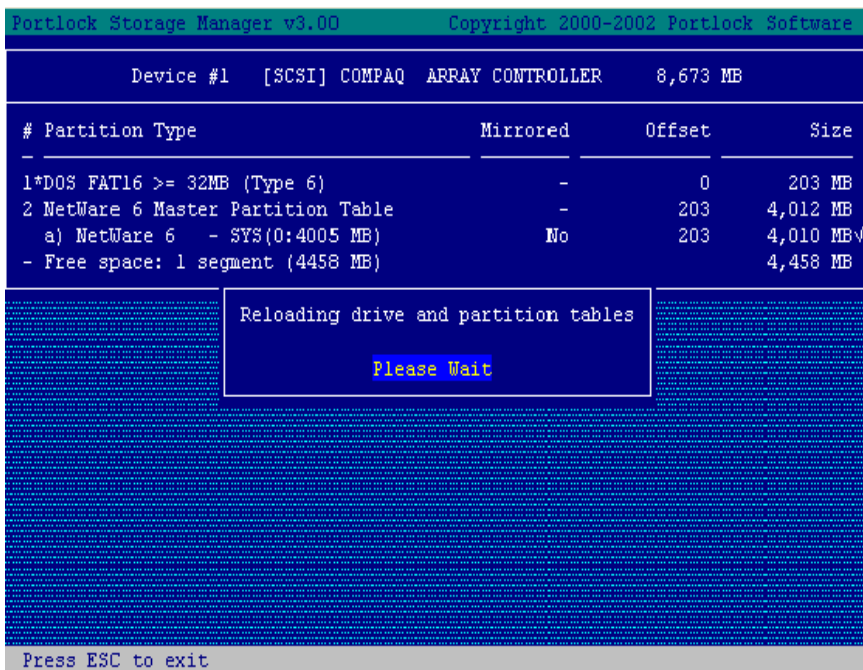 Portlock Storage Manager v3.00 Copyright 2000-2002 Portlock Software
Device #1 [SCSI] COMPAQ ARRAY CONTROLLER 8,673 MB
# Partition Type Mirrored Offset Size
1*DOS FAT16 >= 32MB (Type 6) - 0 203 MB
2 NetWare 6 Master Partition Table - 203 4,012 MB
a) NetWare 6 - SYS(0:4005 MB) No 203 4,010 MB√
- Free space: 1 segment (4458 MB) 4,458 MB
Reloading drive and partition tables
Please Wait
Press ESC to exit